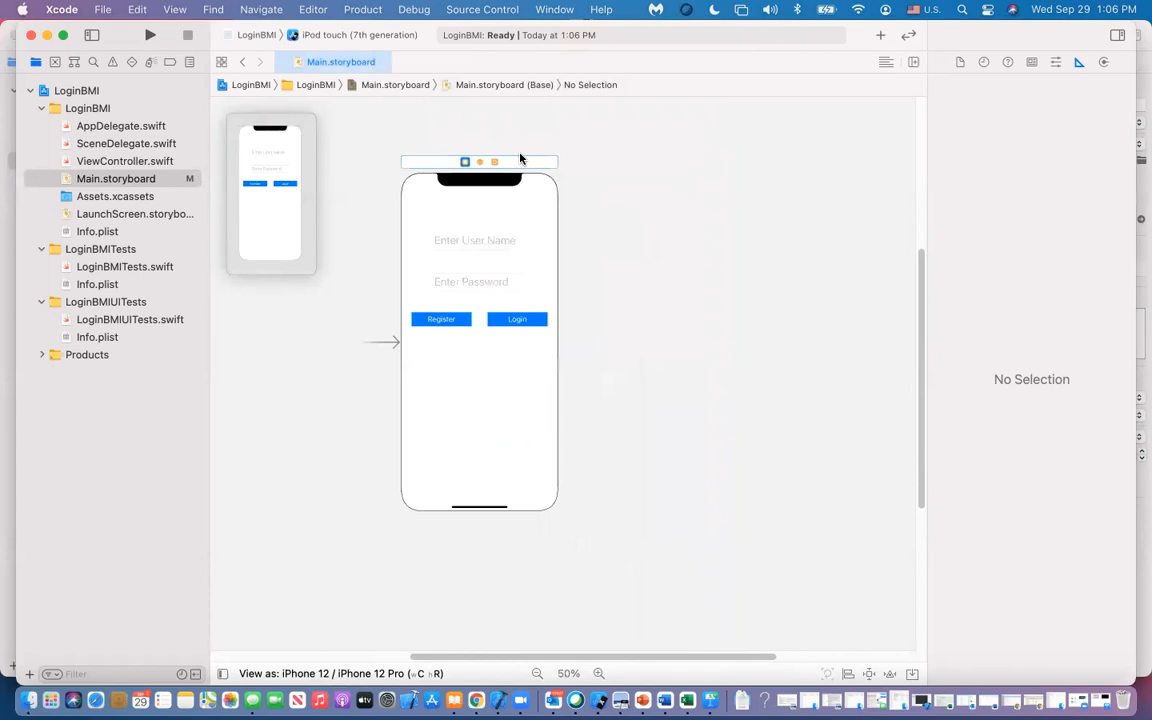 Xcode File Edit View Find Navigate Editor Product Debug Source Control Window Help U.S. Wed Sep 29 1:06 PM
LoginBMI iPod touch (7th generation) LoginBMI: Ready | Today at 1:06 PM
Main.storyboard
LoginBMI LoginBMI Main.storyboard Main.storyboard (Base) No Selection
LoginBMI
LoginBMI
AppDelegate.swift
SceneDelegate.swift
ViewController.swift
Main.storyboard M
Assets.xcassets
LaunchScreen.storybo...
Info.plist
LoginBMITests
LoginBMITests.swift
Info.plist
LoginBMIUITests
LoginBMIUITests.swift
Info.plist
Products
Enter User Name
Enter Password
Register Login
No Selection
Filter
View as: iPhone 12 / iPhone 12 Pro (wC hR)
50%